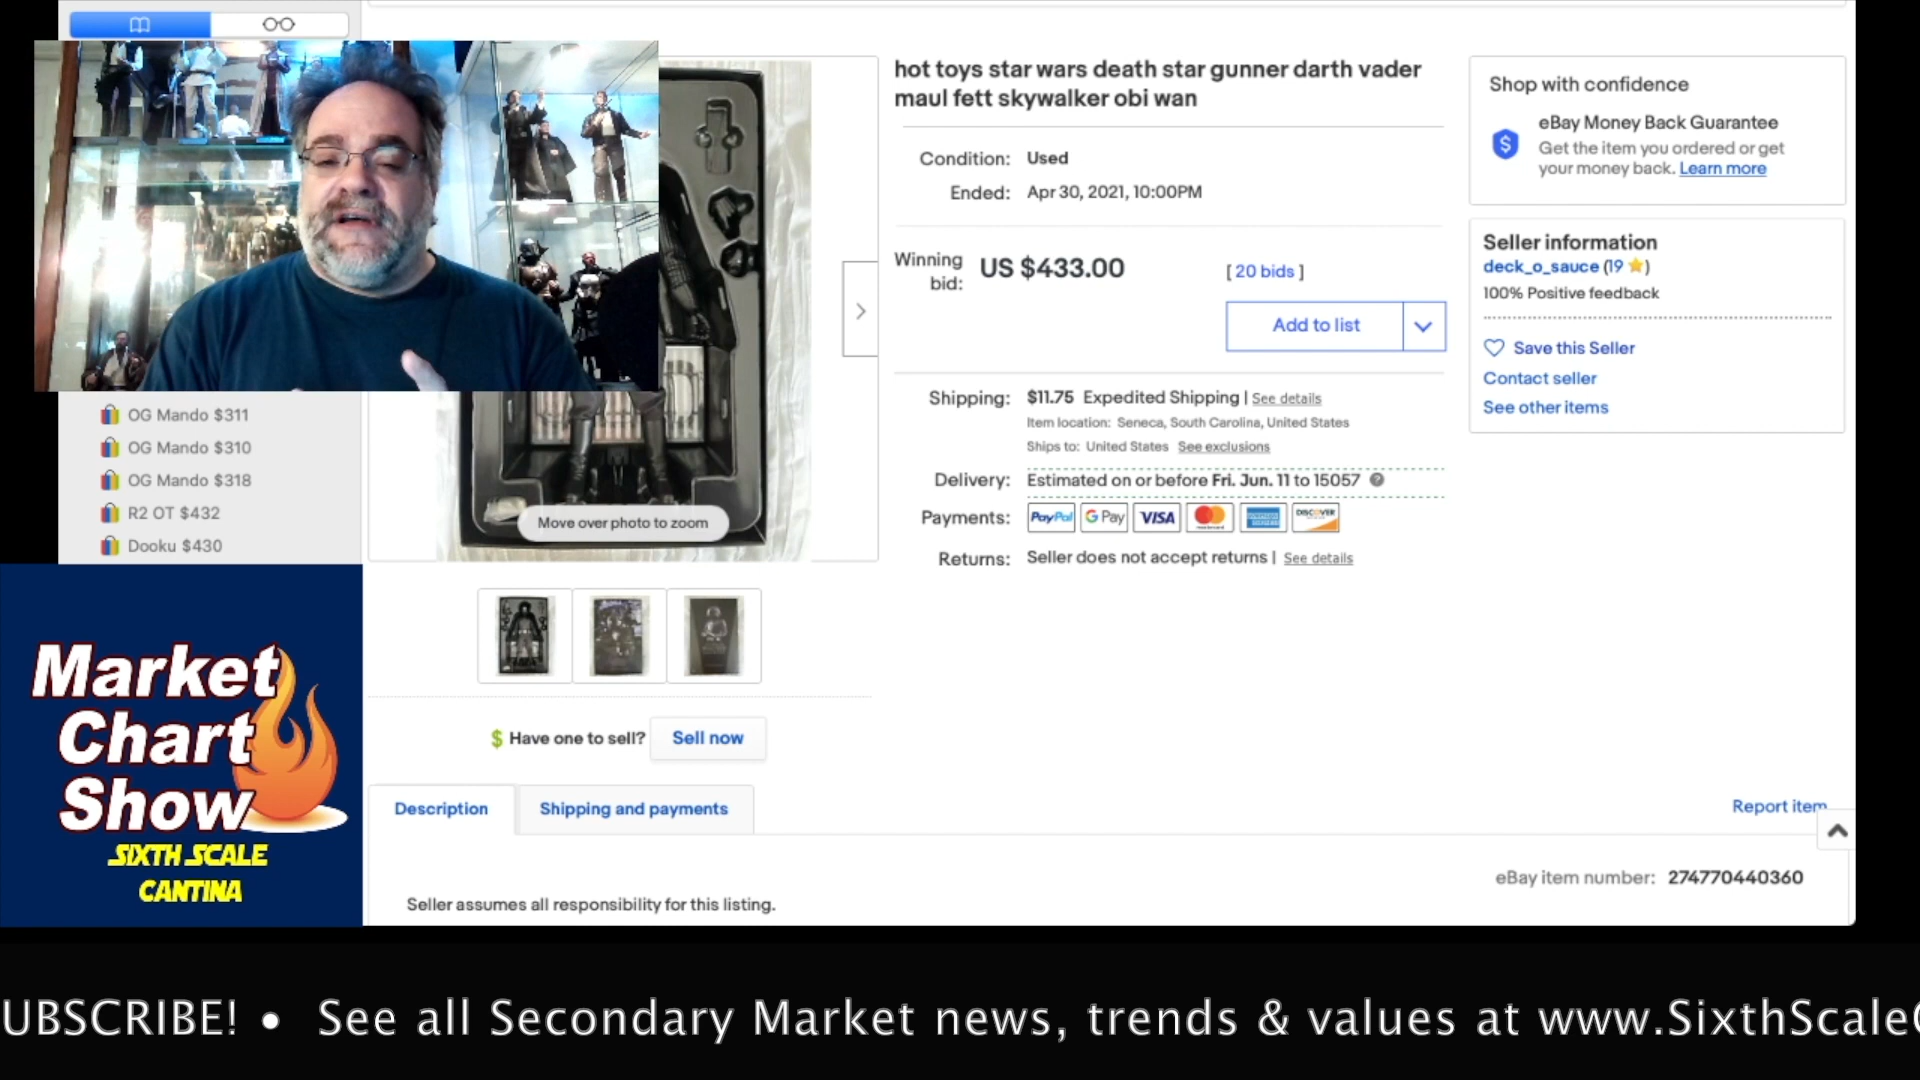 hot toys star wars death star gunner darth vader
maul fett skywalker obi wan
Condition: Used
Ended: Apr 30, 2021, 10:00PM
Winning bid: US $433.00 [ 20 bids ]
Add to list
Shipping: $11.75 Expedited Shipping | See details
Item location: Seneca, South Carolina, United States
Ships to: United States See exclusions
Delivery: Estimated on or before Fri. Jun. 11 to 15057
Payments: PayPal G Pay VISA mastercard DISCOVER
Returns: Seller does not accept returns | See details
Shop with confidence
eBay Money Back Guarantee
Get the item you ordered or get
your money back. Learn more
Seller information
deck_o_sauce (19)
100% Positive feedback
Save this Seller
Contact seller
See other items
OG Mando $311
OG Mando $310
OG Mando $318
R2 OT $432
Dooku $430
Move over photo to zoom
$ Have one to sell? Sell now
Description
Shipping and payments
Report item
eBay item number: 274770440360
Seller assumes all responsibility for this listing.
Market
Chart
Show
SIXTH SCALE
CANTINA
UBSCRIBE! • See all Secondary Market news, trends & values at www.SixthScale